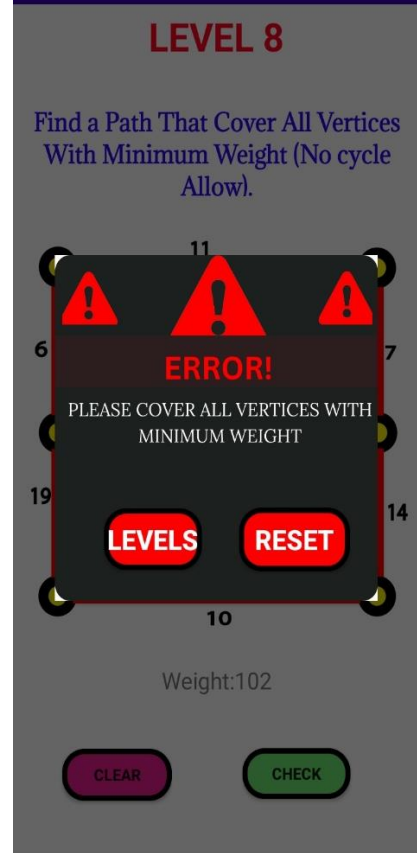 LEVEL 8
Find a Path That Cover All Vertices
With Minimum Weight (No cycle
Allow).
11
6
7
ERROR!
PLEASE COVER ALL VERTICES WITH
MINIMUM WEIGHT
19
14
LEVELS
RESET
10
Weight:102
CLEAR
CHECK